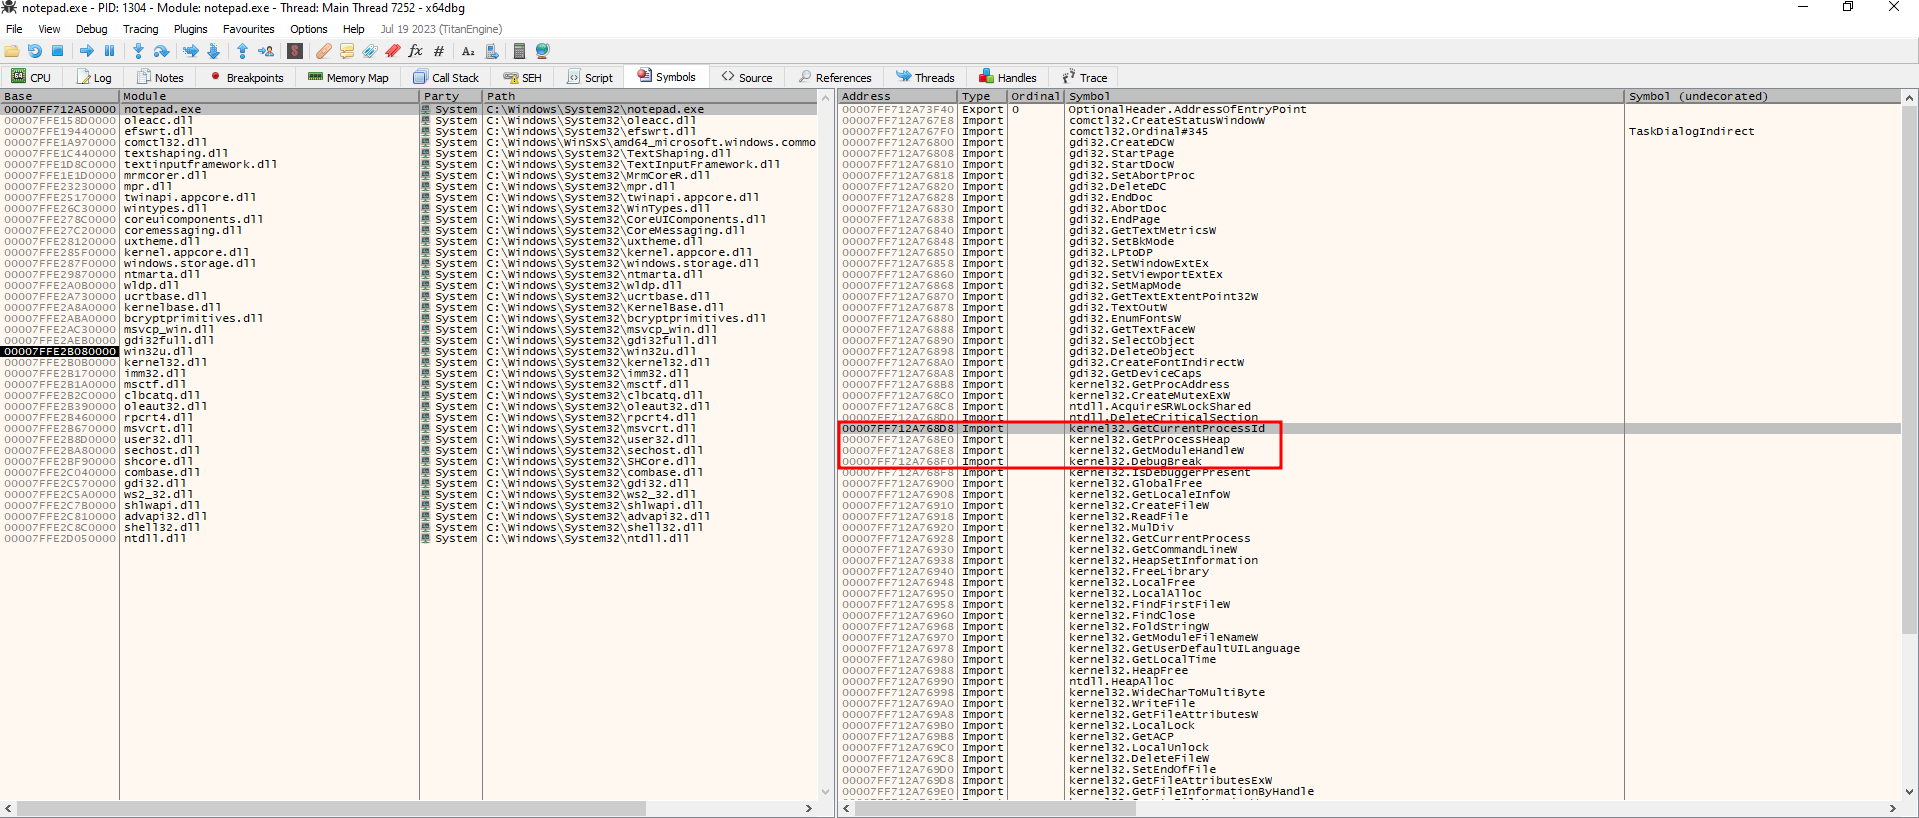 notepad.exe - PID: 1304 - Module: notepad.exe - Thread: Main Thread 7252 - x64dbg
File View Debug Tracing Plugins Favourites Options Help Jul 19 2023 (TitanEngine)
CPU Log Notes Breakpoints Memory Map Call Stack SEH Script Symbols Source References Threads Handles Trace
Base Module Party Path
00007FF712A50000 notepad.exe System C:\Windows\System32\notepad.exe
00007FFE158D0000 oleacc.dll System C:\Windows\System32\oleacc.dll
00007FFE19440000 efswrt.dll System C:\Windows\System32\efswrt.dll
00007FFE1A970000 comctl32.dll System C:\Windows\WinSxS\amd64_microsoft.windows.commo
00007FFE1C440000 textshaping.dll System C:\Windows\System32\TextShaping.dll
00007FFE1D8C0000 textinputframework.dll System C:\Windows\System32\TextInputFramework.dll
00007FFE1E1D0000 mrmcorer.dll System C:\Windows\System32\MrmCoreR.dll
00007FFE23230000 mpr.dll System C:\Windows\System32\mpr.dll
00007FFE25170000 twinapi.appcore.dll System C:\Windows\System32\twinapi.appcore.dll
00007FFE26C30000 wintypes.dll System C:\Windows\System32\WinTypes.dll
00007FFE278C0000 coreuicomponents.dll System C:\Windows\System32\CoreUIComponents.dll
00007FFE27C20000 coremessaging.dll System C:\Windows\System32\CoreMessaging.dll
00007FFE28120000 uxtheme.dll System C:\Windows\System32\uxtheme.dll
00007FFE285F0000 kernel.appcore.dll System C:\Windows\System32\kernel.appcore.dll
00007FFE287F0000 windows.storage.dll System C:\Windows\System32\windows.storage.dll
00007FFE29870000 ntmarta.dll System C:\Windows\System32\ntmarta.dll
00007FFE2A0B0000 wldp.dll System C:\Windows\System32\wldp.dll
00007FFE2A730000 ucrtbase.dll System C:\Windows\System32\ucrtbase.dll
00007FFE2A8A0000 kernelbase.dll System C:\Windows\System32\KernelBase.dll
00007FFE2ABA0000 bcryptprimitives.dll System C:\Windows\System32\bcryptprimitives.dll
00007FFE2AC30000 msvcp_win.dll System C:\Windows\System32\msvcp_win.dll
00007FFE2AEB0000 gdi32full.dll System C:\Windows\System32\gdi32full.dll
00007FFE2B080000 win32u.dll System C:\Windows\System32\win32u.dll
00007FFE2B0B0000 kernel32.dll System C:\Windows\System32\kernel32.dll
00007FFE2B170000 imm32.dll System C:\Windows\System32\imm32.dll
00007FFE2B1A0000 msctf.dll System C:\Windows\System32\msctf.dll
00007FFE2B2C0000 clbcatq.dll System C:\Windows\System32\clbcatq.dll
00007FFE2B390000 oleaut32.dll System C:\Windows\System32\oleaut32.dll
00007FFE2B460000 rpcrt4.dll System C:\Windows\System32\rpcrt4.dll
00007FFE2B670000 msvcrt.dll System C:\Windows\System32\msvcrt.dll
00007FFE2B8D0000 user32.dll System C:\Windows\System32\user32.dll
00007FFE2BA80000 sechost.dll System C:\Windows\System32\sechost.dll
00007FFE2BF90000 shcore.dll System C:\Windows\System32\SHCore.dll
00007FFE2C040000 combase.dll System C:\Windows\System32\combase.dll
00007FFE2C570000 gdi32.dll System C:\Windows\System32\gdi32.dll
00007FFE2C5A0000 ws2_32.dll System C:\Windows\System32\ws2_32.dll
00007FFE2C7B0000 shlwapi.dll System C:\Windows\System32\shlwapi.dll
00007FFE2C810000 advapi32.dll System C:\Windows\System32\advapi32.dll
00007FFE2C8C0000 shell32.dll System C:\Windows\System32\shell32.dll
00007FFE2D050000 ntdll.dll System C:\Windows\System32\ntdll.dll
Address Type Ordinal Symbol Symbol (undecorated)
00007FF712A73F40 Export 0 OptionalHeader.AddressOfEntryPoint
00007FF712A767E8 Import comctl32.CreateStatusWindowW
00007FF712A767F0 Import comctl32.Ordinal#345 TaskDialogIndirect
00007FF712A76800 Import gdi32.CreateDCW
00007FF712A76808 Import gdi32.StartPage
00007FF712A76810 Import gdi32.StartDocW
00007FF712A76818 Import gdi32.SetAbortProc
00007FF712A76820 Import gdi32.DeleteDC
00007FF712A76828 Import gdi32.EndDoc
00007FF712A76830 Import gdi32.AbortDoc
00007FF712A76838 Import gdi32.EndPage
00007FF712A76840 Import gdi32.GetTextMetricsW
00007FF712A76848 Import gdi32.SetBkMode
00007FF712A76850 Import gdi32.LPtoDP
00007FF712A76858 Import gdi32.SetWindowExtEx
00007FF712A76860 Import gdi32.SetViewportExtEx
00007FF712A76868 Import gdi32.SetMapMode
00007FF712A76870 Import gdi32.GetTextExtentPoint32W
00007FF712A76878 Import gdi32.TextOutW
00007FF712A76880 Import gdi32.EnumFontsW
00007FF712A76888 Import gdi32.GetTextFaceW
00007FF712A76890 Import gdi32.SelectObject
00007FF712A76898 Import gdi32.DeleteObject
00007FF712A768A0 Import gdi32.CreateFontIndirectW
00007FF712A768A8 Import gdi32.GetDeviceCaps
00007FF712A768B8 Import kernel32.GetProcAddress
00007FF712A768C0 Import kernel32.CreateMutexExW
00007FF712A768C8 Import ntdll.AcquireSRWLockShared
00007FF712A768D0 Import ntdll.DeleteCriticalSection
00007FF712A768D8 Import kernel32.GetCurrentProcessId
00007FF712A768E0 Import kernel32.GetProcessHeap
00007FF712A768E8 Import kernel32.GetModuleHandleW
00007FF712A768F0 Import kernel32.DebugBreak
00007FF712A768F8 Import kernel32.IsDebuggerPresent
00007FF712A76900 Import kernel32.GlobalFree
00007FF712A76908 Import kernel32.GetLocaleInfoW
00007FF712A76910 Import kernel32.CreateFileW
00007FF712A76918 Import kernel32.ReadFile
00007FF712A76920 Import kernel32.MulDiv
00007FF712A76928 Import kernel32.GetCurrentProcess
00007FF712A76930 Import kernel32.GetCommandLineW
00007FF712A76938 Import kernel32.HeapSetInformation
00007FF712A76940 Import kernel32.FreeLibrary
00007FF712A76948 Import kernel32.LocalFree
00007FF712A76950 Import kernel32.LocalAlloc
00007FF712A76958 Import kernel32.FindFirstFileW
00007FF712A76960 Import kernel32.FindClose
00007FF712A76968 Import kernel32.FoldStringW
00007FF712A76970 Import kernel32.GetModuleFileNameW
00007FF712A76978 Import kernel32.GetUserDefaultUILanguage
00007FF712A76980 Import kernel32.GetLocalTime
00007FF712A76988 Import kernel32.HeapFree
00007FF712A76990 Import ntdll.HeapAlloc
00007FF712A76998 Import kernel32.WideCharToMultiByte
00007FF712A769A0 Import kernel32.WriteFile
00007FF712A769A8 Import kernel32.GetFileAttributesW
00007FF712A769B0 Import kernel32.LocalLock
00007FF712A769B8 Import kernel32.GetACP
00007FF712A769C0 Import kernel32.LocalUnlock
00007FF712A769C8 Import kernel32.DeleteFileW
00007FF712A769D0 Import kernel32.SetEndOfFile
00007FF712A769D8 Import kernel32.GetFileAttributesExW
00007FF712A769E0 Import kernel32.GetFileInformationByHandle